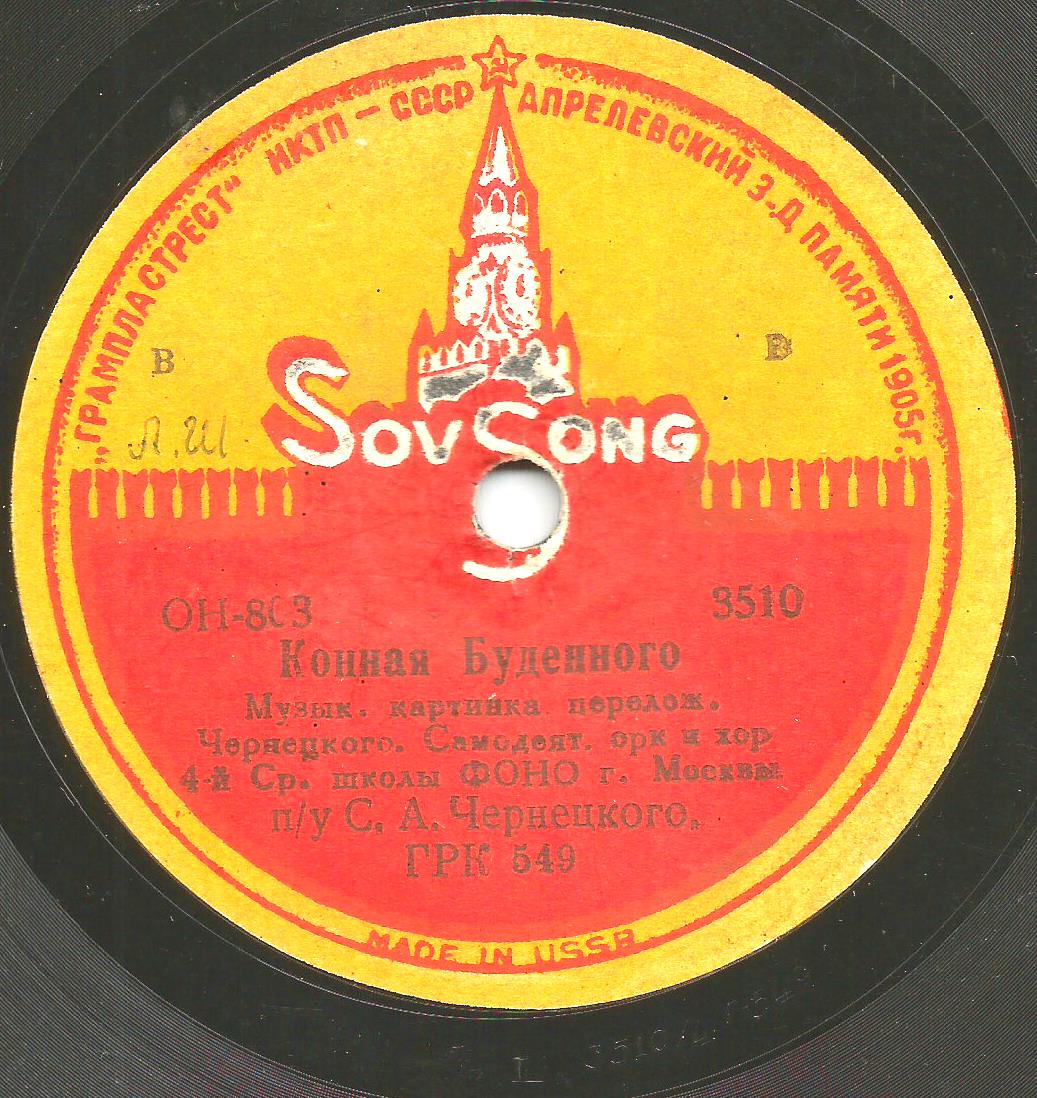 „ГРАМПЛАСТРЕСТ" НКТП — СССР АПРЕЛЕВСКИЙ З-Д ПАМЯТИ 1905 г.
В В
Л.Ш
SOVSONG
ОН-803 3510
Конная Буденного
Музык. картинка перелож.
Чернецкого. Самодеят. орк и хор
4-й Ср. школы ФОНО г. Москвы
п/у С. А. Чернецкого.
ГРК 549
MADE IN USSR